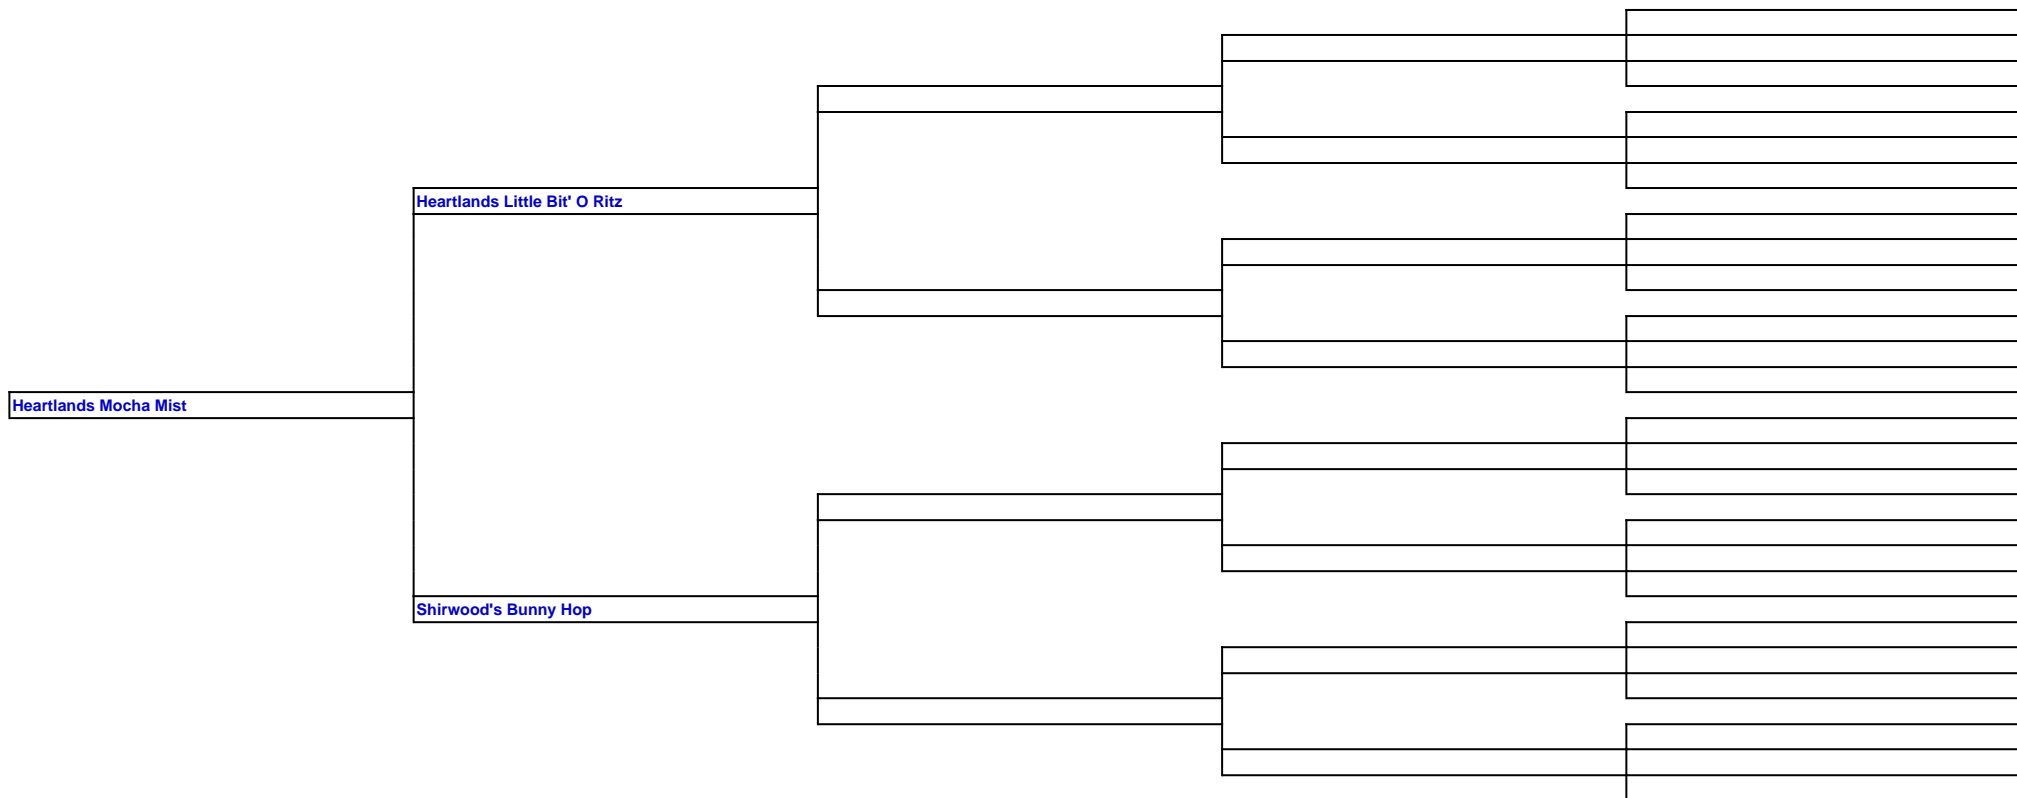 Heartlands Little Bit' O Ritz
Heartlands Mocha Mist
Shirwood's Bunny Hop